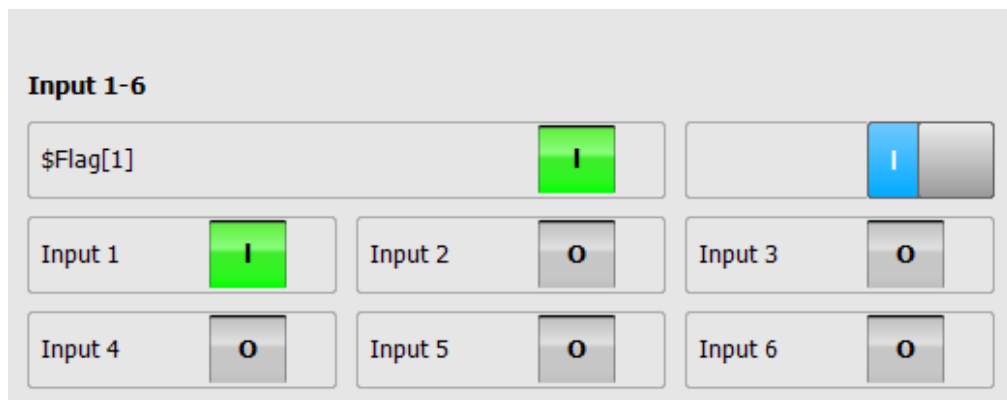 Input 1-6
$Flag[1] I I
Input 1 I Input 2 O Input 3 O
Input 4 O Input 5 O Input 6 O